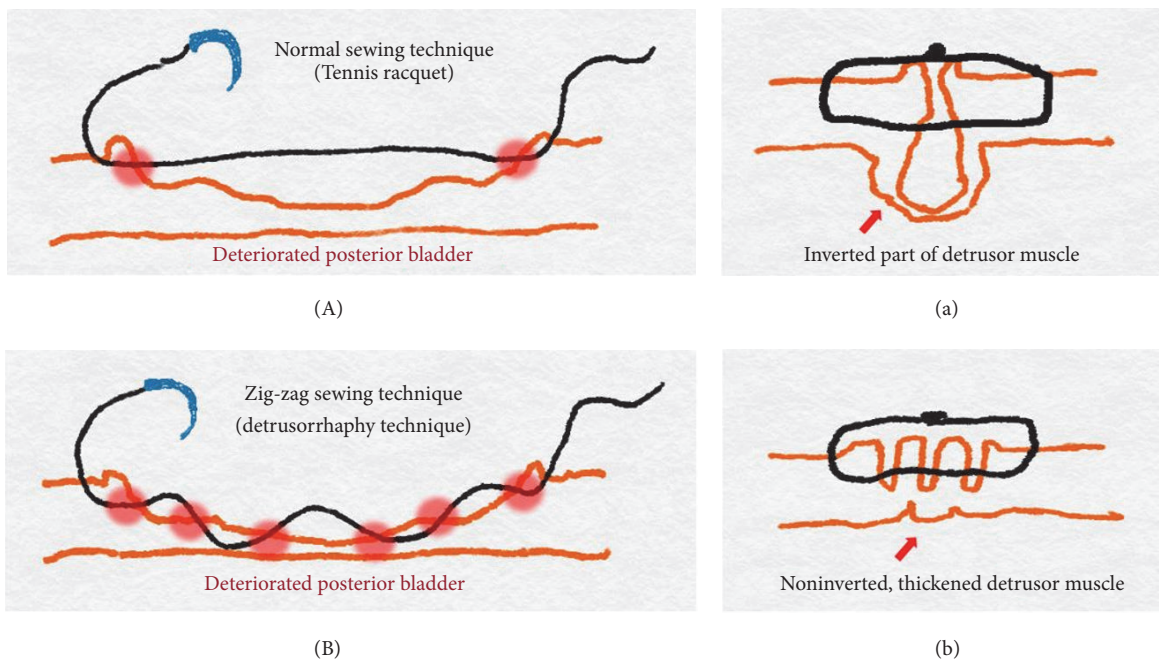 Normal sewing technique
(Tennis racquet)
Deteriorated posterior bladder
Inverted part of detrusor muscle
(A)
(a)
Zig-zag sewing technique
(detrusorrhaphy technique)
Deteriorated posterior bladder
Noninverted, thickened detrusor muscle
(B)
(b)